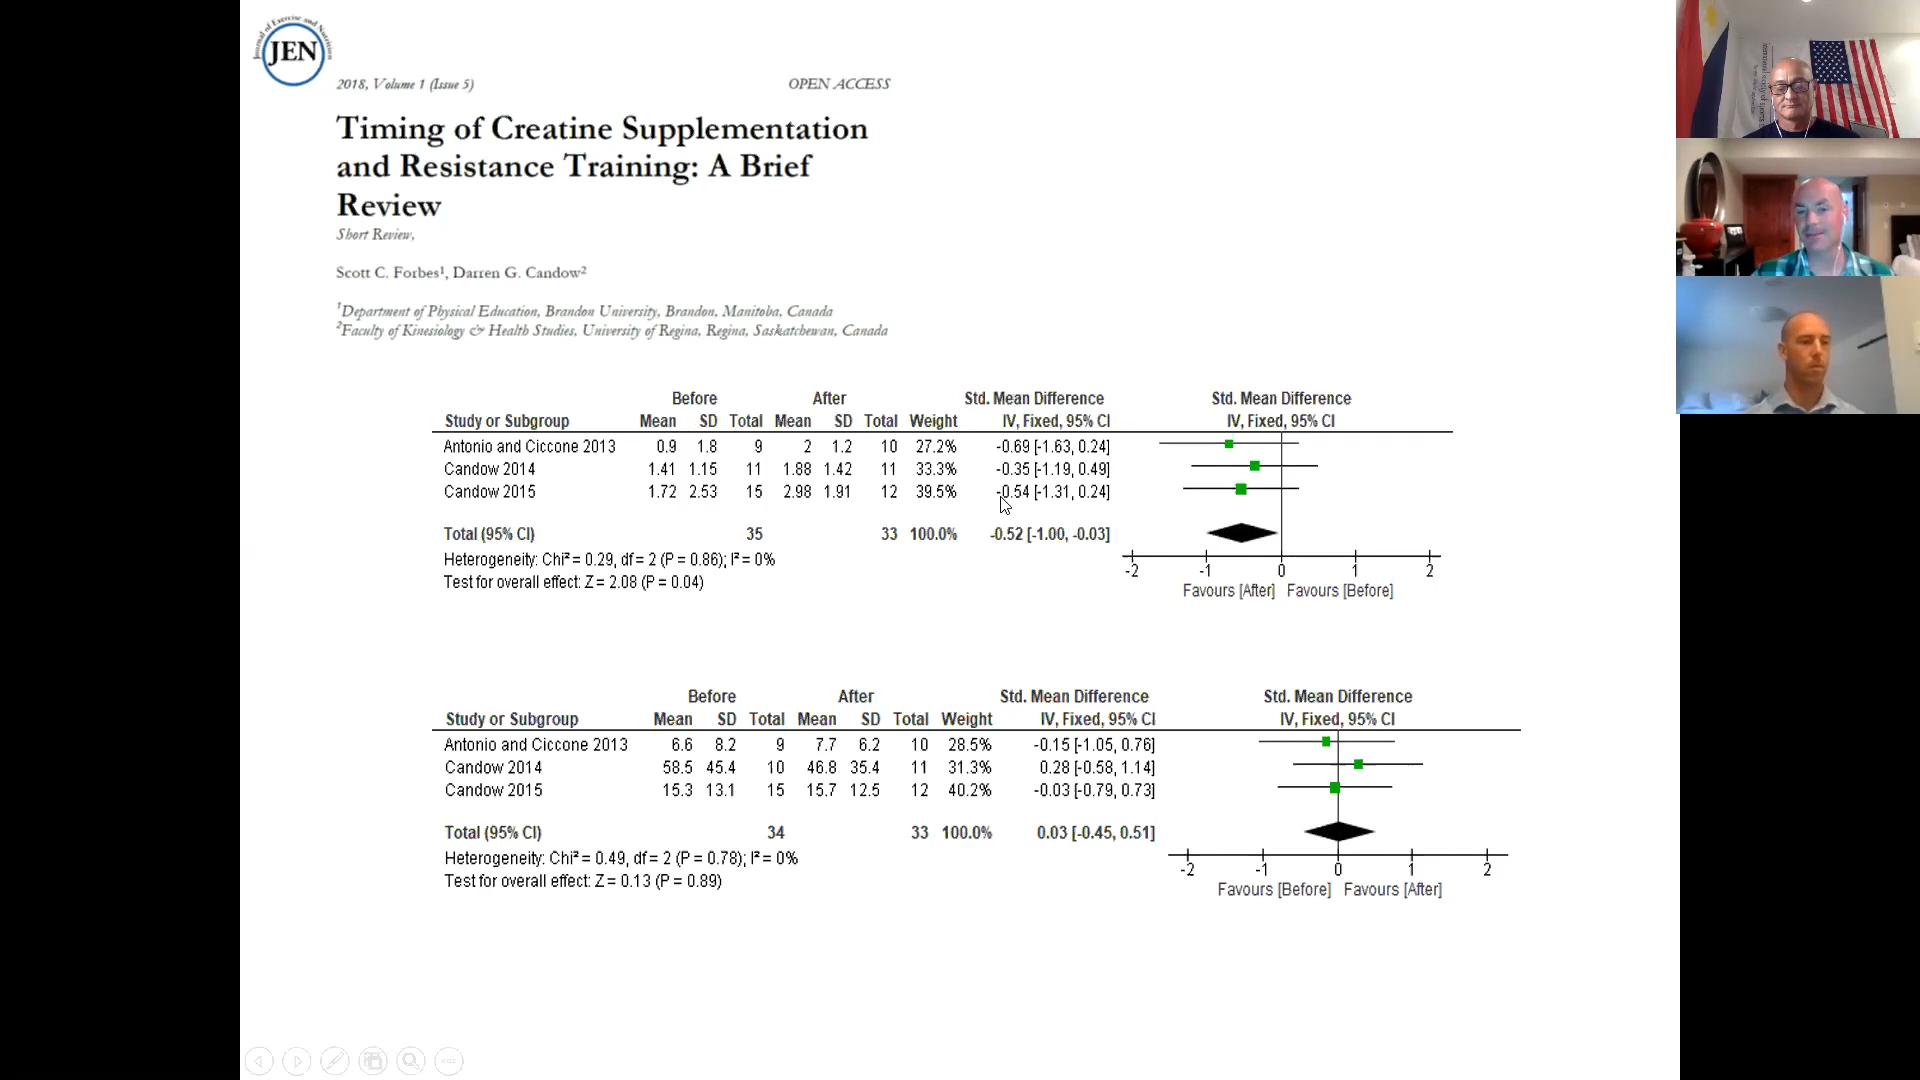 Journal of Exercise and Nutrition
JEN
2018, Volume 1 (Issue 5) OPEN ACCESS
Timing of Creatine Supplementation
and Resistance Training: A Brief
Review
Short Review,
Scott C. Forbes¹, Darren G. Candow²
¹Department of Physical Education, Brandon University, Brandon, Manitoba, Canada
²Faculty of Kinesiology & Health Studies, University of Regina, Regina, Saskatchewan, Canada
Before After Std. Mean Difference Std. Mean Difference
Study or Subgroup Mean SD Total Mean SD Total Weight IV, Fixed, 95% CI IV, Fixed, 95% CI
Antonio and Ciccone 2013 0.9 1.8 9 2 1.2 10 27.2% -0.69 [-1.63, 0.24]
Candow 2014 1.41 1.15 11 1.88 1.42 11 33.3% -0.35 [-1.19, 0.49]
Candow 2015 1.72 2.53 15 2.98 1.91 12 39.5% -0.54 [-1.31, 0.24]
Total (95% CI) 35 33 100.0% -0.52 [-1.00, -0.03]
Heterogeneity: Chi² = 0.29, df = 2 (P = 0.86); I² = 0%
Test for overall effect: Z = 2.08 (P = 0.04)
-2 -1 0 1 2
Favours [After] Favours [Before]
Before After Std. Mean Difference Std. Mean Difference
Study or Subgroup Mean SD Total Mean SD Total Weight IV, Fixed, 95% CI IV, Fixed, 95% CI
Antonio and Ciccone 2013 6.6 8.2 9 7.7 6.2 10 28.5% -0.15 [-1.05, 0.76]
Candow 2014 58.5 45.4 10 46.8 35.4 11 31.3% 0.28 [-0.58, 1.14]
Candow 2015 15.3 13.1 15 15.7 12.5 12 40.2% -0.03 [-0.79, 0.73]
Total (95% CI) 34 33 100.0% 0.03 [-0.45, 0.51]
Heterogeneity: Chi² = 0.49, df = 2 (P = 0.78); I² = 0%
Test for overall effect: Z = 0.13 (P = 0.89)
-2 -1 0 1 2
Favours [Before] Favours [After]